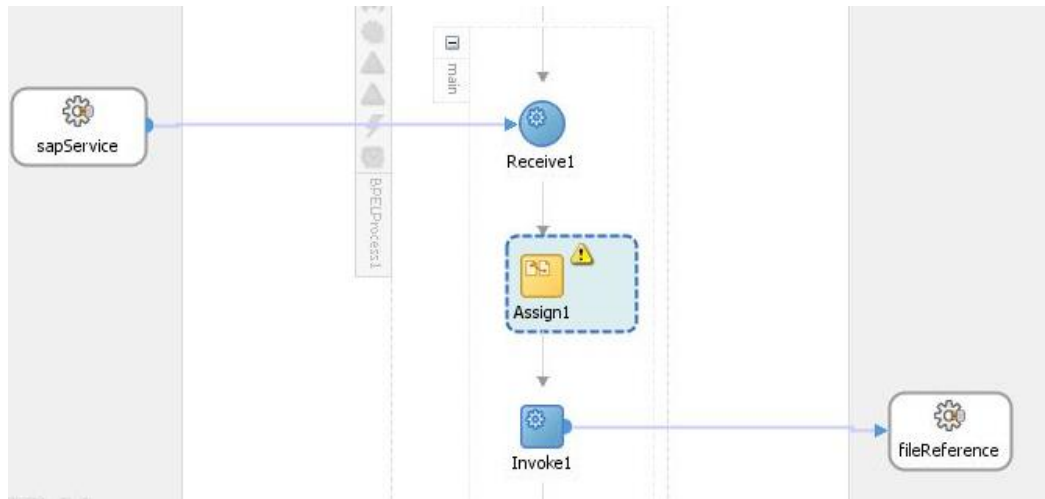 main
sapService
Receive1
BPELProcess1
Assign1
Invoke1
fileReference